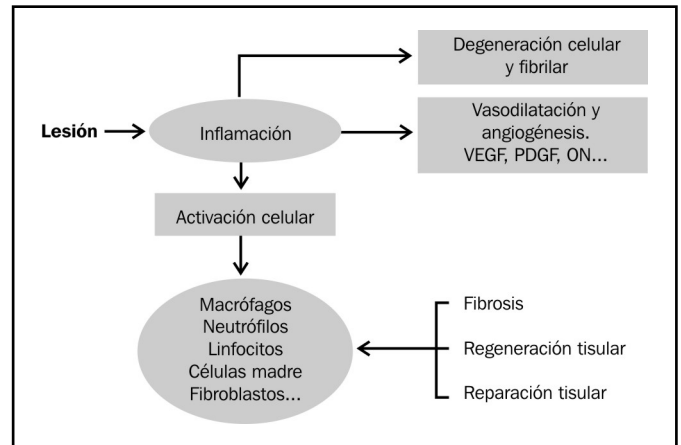 Degeneración celular
y fibrilar
Lesión
Inflamación
Vasodilatación y
angiogénesis.
VEGF, PDGF, ON...
Activación celular
Macrófagos
Neutrófilos
Linfocitos
Células madre
Fibroblastos...
Fibrosis
Regeneración tisular
Reparación tisular